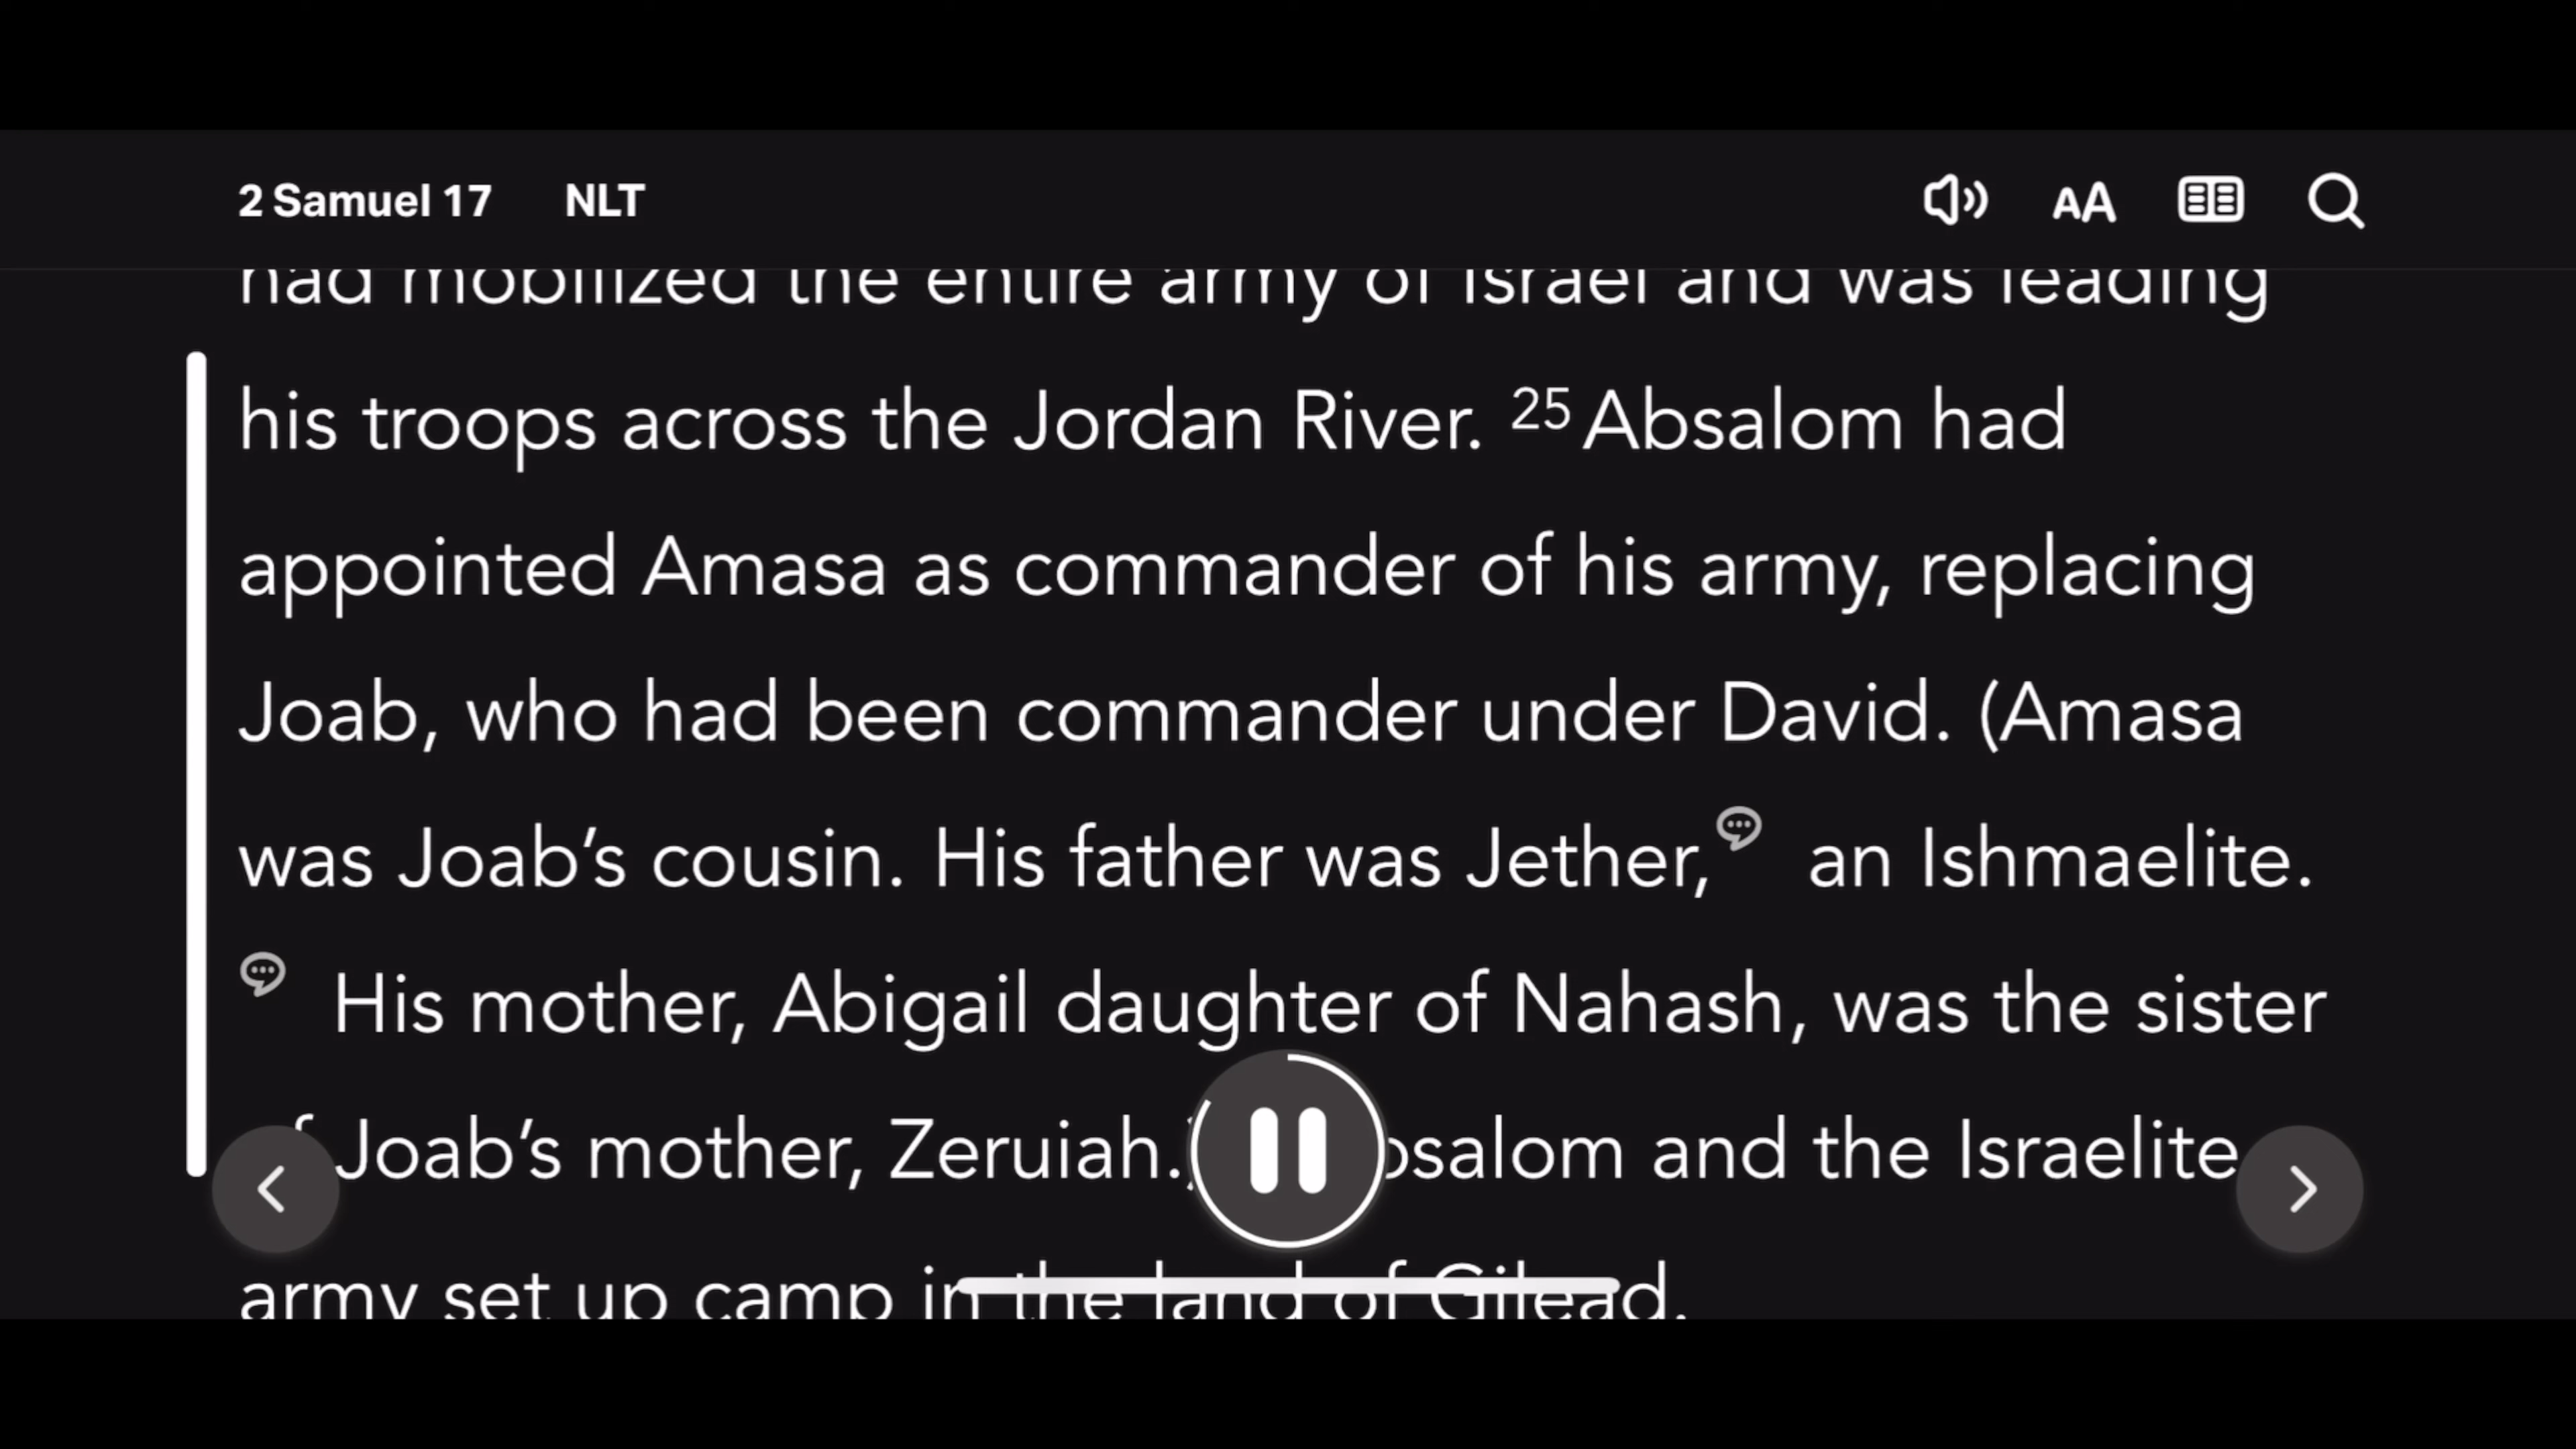 2 Samuel 17 NLT
AA
had mobilized the entire army of Israel and was leading
his troops across the Jordan River. 25 Absalom had
appointed Amasa as commander of his army, replacing
Joab, who had been commander under David. (Amasa
was Joab’s cousin. His father was Jether, an Ishmaelite.
His mother, Abigail daughter of Nahash, was the sister
Joab’s mother, Zeruiah. and the Israelite
army set up camp in the land of Gilead.